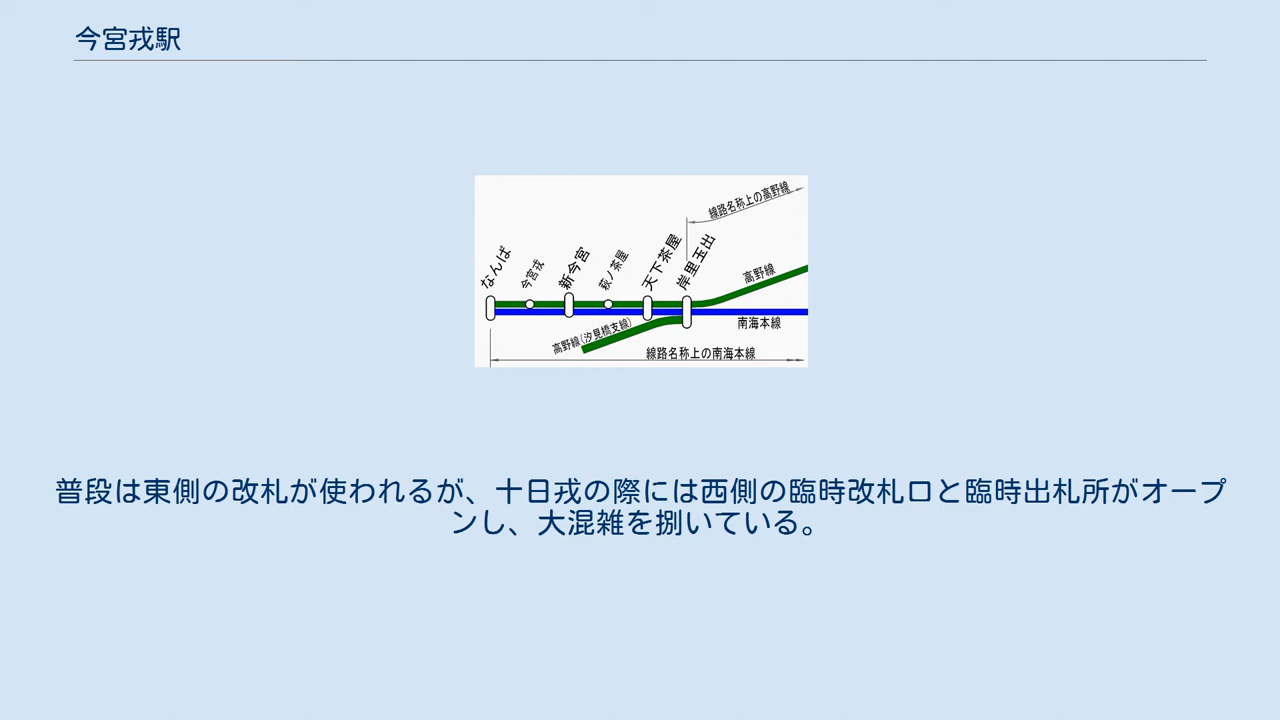 今宮戎駅
線路名称上の高野線
なんば
今宮戎
新今宮
萩ノ茶屋
天下茶屋
岸里玉出
高野線
南海本線
高野線(汐見橋支線)
線路名称上の南海本線
普段は東側の改札が使われるが、十日戎の際には西側の臨時改札口と臨時出札所がオープ
ンし、大混雑を捌いている。